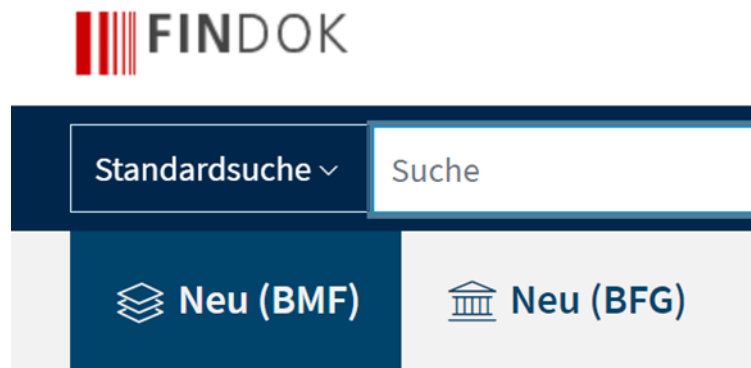 FINDOK
Standardsuche
Suche
Neu (BMF)
Neu (BFG)